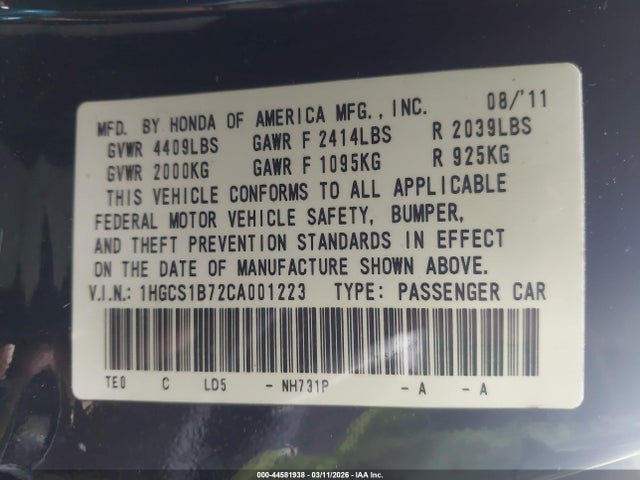 MFD. BY HONDA OF AMERICA MFG., INC. 08/'11
GVWR 4409LBS GAWR F 2414LBS R 2039LBS
GVWR 2000KG GAWR F 1095KG R 925KG
THIS VEHICLE CONFORMS TO ALL APPLICABLE
FEDERAL MOTOR VEHICLE SAFETY, BUMPER,
AND THEFT PREVENTION STANDARDS IN EFFECT
ON THE DATE OF MANUFACTURE SHOWN ABOVE.
V.I.N.: 1HGCS1B72CA001223 TYPE: PASSENGER CAR
TE0 C LD5 - NH731P - A - A
000-44581938 - 03/11/2026 - IAA Inc.